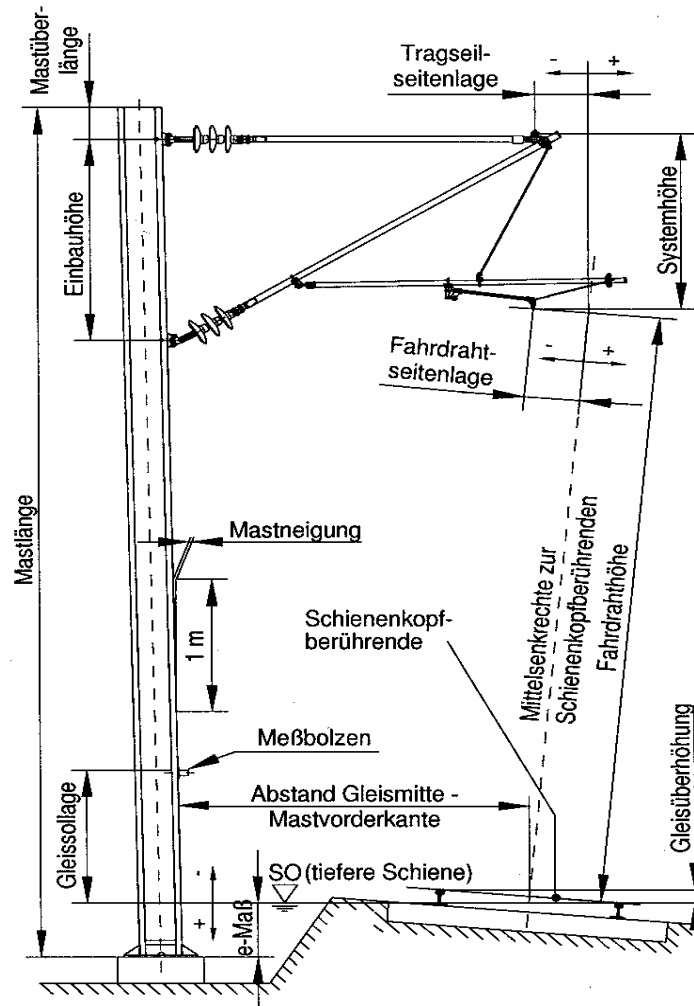 Mastüber-
länge
Tragseil-
seitenlage
-
+
Einbauhöhe
Systemhöhe
Fahrdraht-
seitenlage
-
+
Mastlänge
Mastneigung
1 m
Schienenkopf-
berührende
Mittelsenkrechte zur
Schienenkopfberührenden
Fahrdrahthöhe
Meßbolzen
Gleissollage
Abstand Gleismitte -
Mastvorderkante
Gleisüberhöhung
SO (tiefere Schiene)
-
+
e-Maß